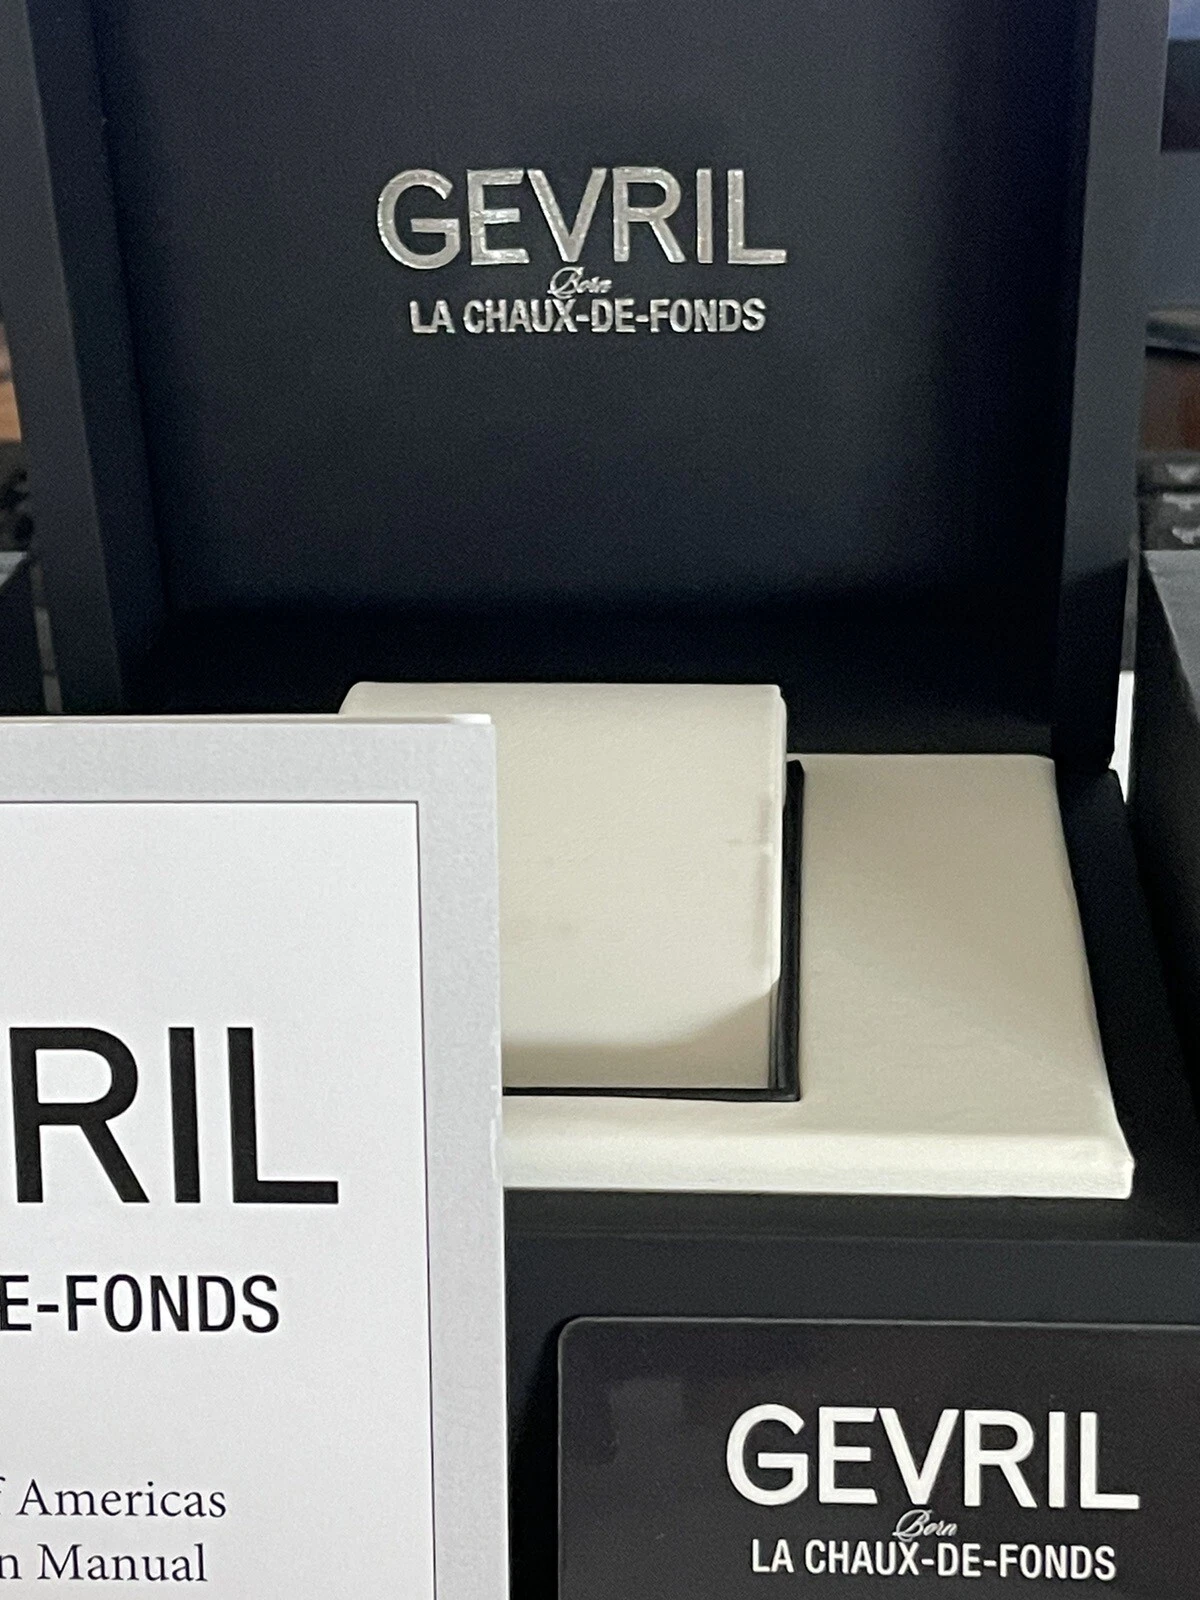 GEVRIL
Born
LA CHAUX-DE-FONDS
RIL
E-FONDS
Americas
n Manual
GEVRIL
Born
LA CHAUX-DE-FONDS